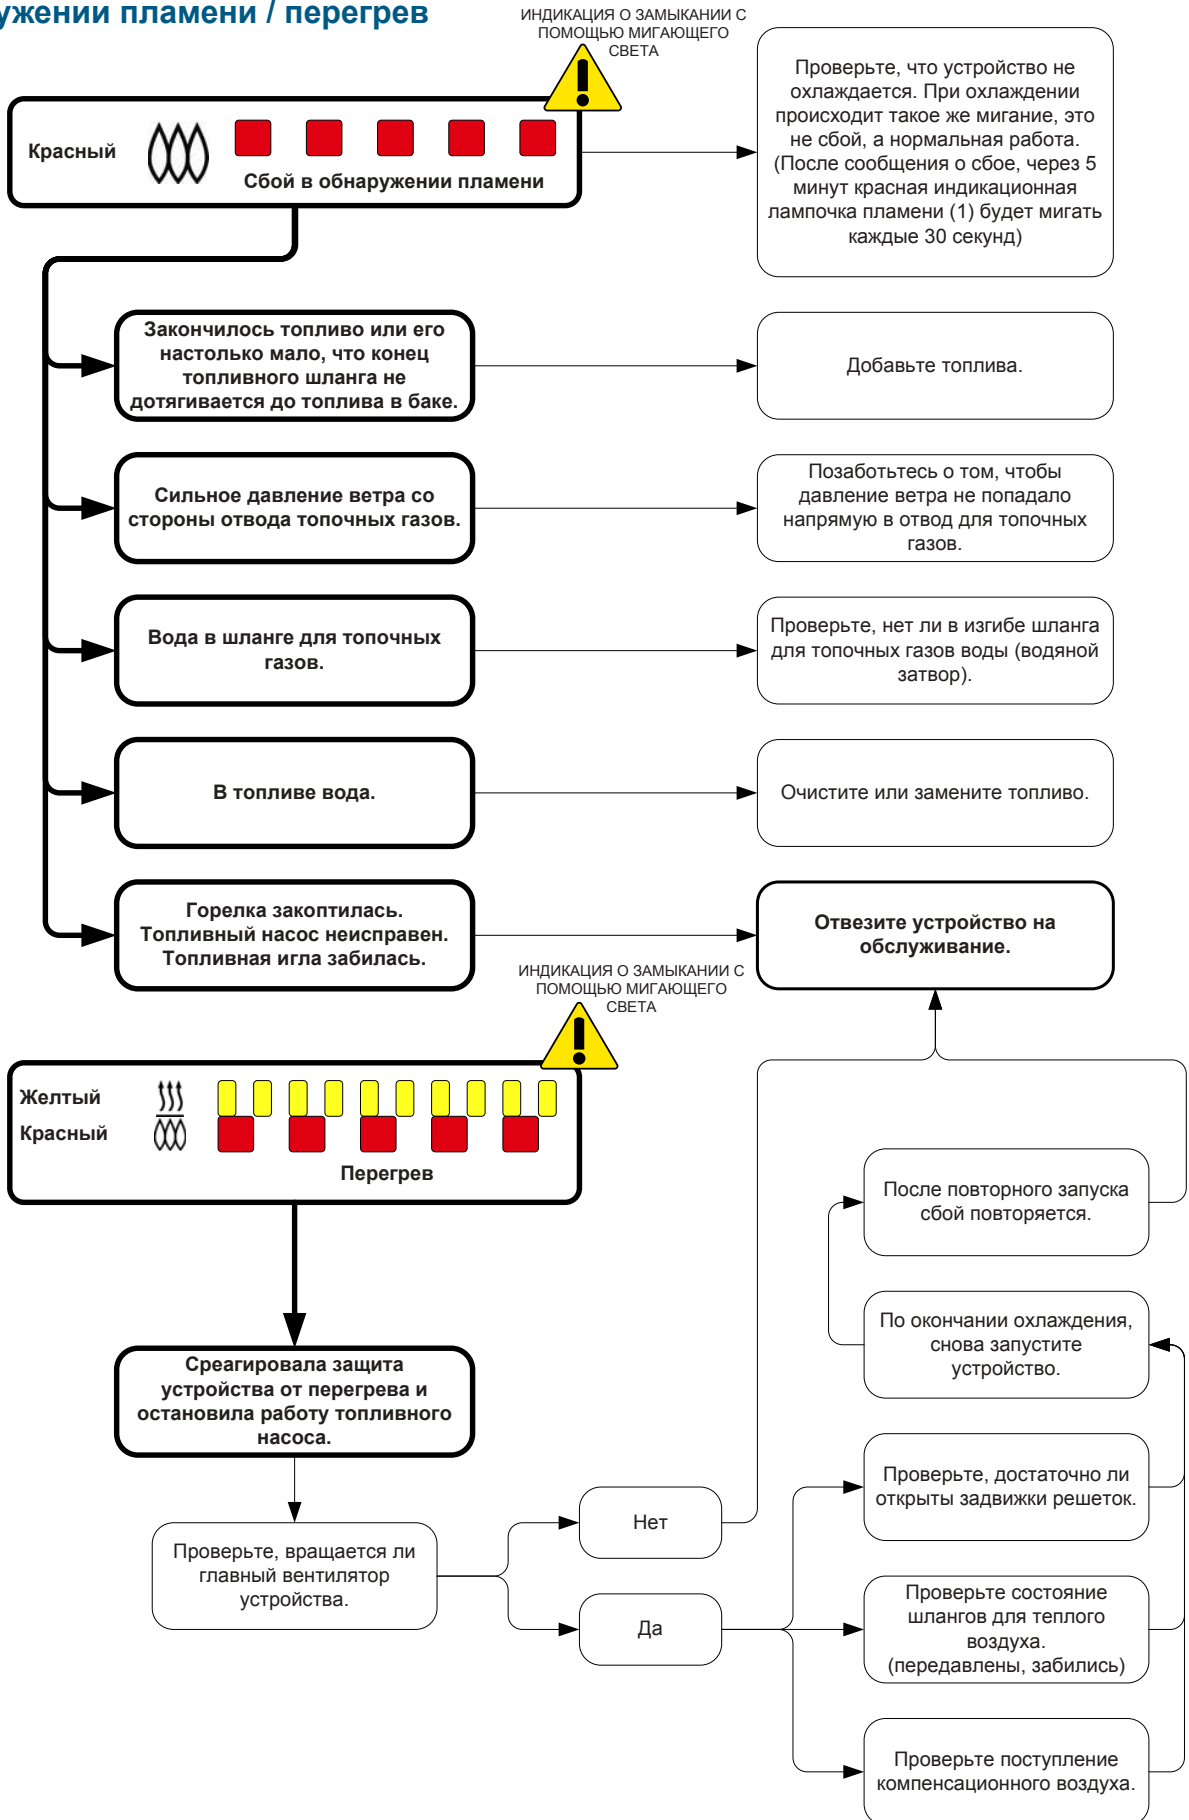 ужении пламени / перегрев
ИНДИКАЦИЯ О ЗАМЫКАНИИ С
ПОМОЩЬЮ МИГАЮЩЕГО
СВЕТА
Красный
Сбой в обнаружении пламени
Проверьте, что устройство не
охлаждается. При охлаждении
происходит такое же мигание, это
не сбой, а нормальная работа.
(После сообщения о сбое, через 5
минут красная индикационная
лампочка пламени (1) будет мигать
каждые 30 секунд)
Закончилось топливо или его
настолько мало, что конец
топливного шланга не
дотягивается до топлива в баке.
Добавьте топлива.
Сильное давление ветра со
стороны отвода топочных газов.
Позаботьтесь о том, чтобы
давление ветра не попадало
напрямую в отвод для топочных
газов.
Вода в шланге для топочных
газов.
Проверьте, нет ли в изгибе шланга
для топочных газов воды (водяной
затвор).
В топливе вода.
Очистите или замените топливо.
Горелка закоптилась.
Топливный насос неисправен.
Топливная игла забилась.
Отвезите устройство на
обслуживание.
ИНДИКАЦИЯ О ЗАМЫКАНИИ С
ПОМОЩЬЮ МИГАЮЩЕГО
СВЕТА
Желтый
Красный
Перегрев
После повторного запуска
сбой повторяется.
По окончании охлаждения,
снова запустите
устройство.
Среагировала защита
устройства от перегрева и
остановила работу топливного
насоса.
Проверьте, вращается ли
главный вентилятор
устройства.
Нет
Да
Проверьте, достаточно ли
открыты задвижки решеток.
Проверьте состояние
шлангов для теплого
воздуха.
(передавлены, забились)
Проверьте поступление
компенсационного воздуха.